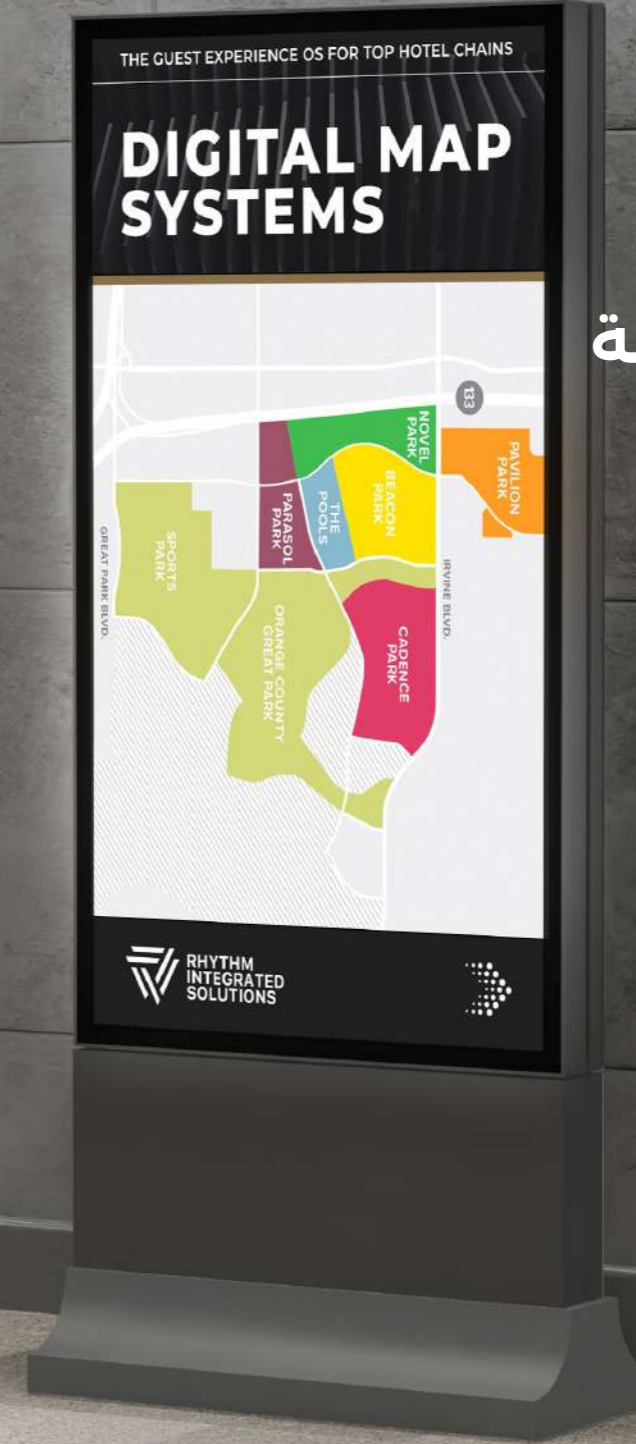 THE GUEST EXPERIENCE OS FOR TOP HOTEL CHAINS
DIGITAL MAP
SYSTEMS
133
NOVEL
PARK
PAVILION
PARK
BEACON
PARK
THE
POOLS
PARASOL
PARK
SPORTS
PARK
GREAT PARK BLVD.
IRVINE BLVD.
ORANGE COUNTY
GREAT PARK
CADENCE
PARK
RHYTHM
INTEGRATED
SOLUTIONS